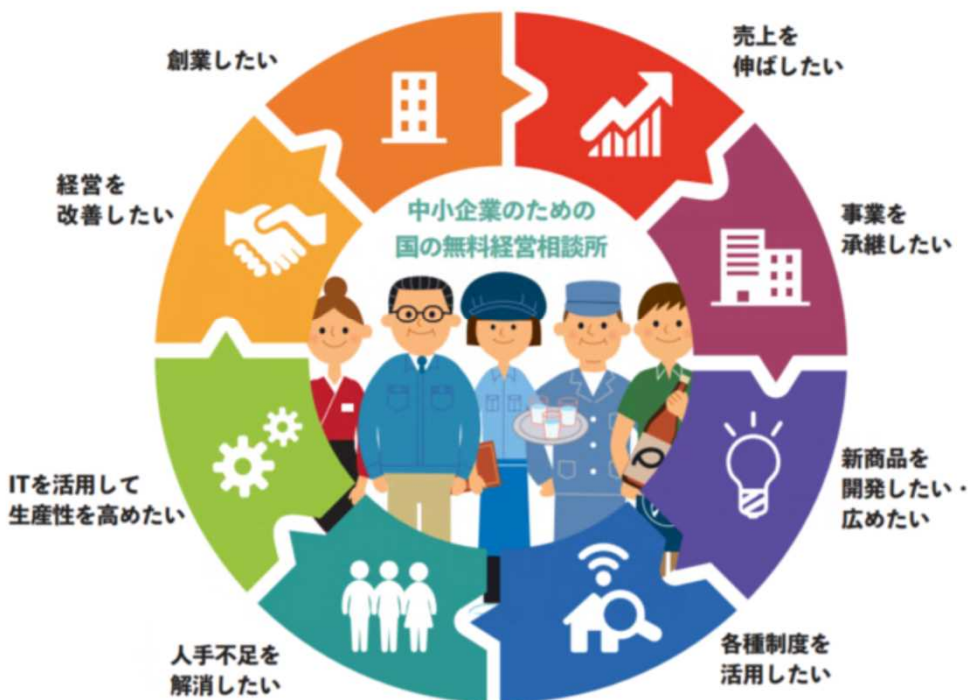 創業したい
売上を
伸ばしたい
経営を
改善したい
中小企業のための
国の無料経営相談所
事業を
承継したい
ITを活用して
生産性を高めたい
新商品を
開発したい・
広めたい
人手不足を
解消したい
各種制度を
活用したい